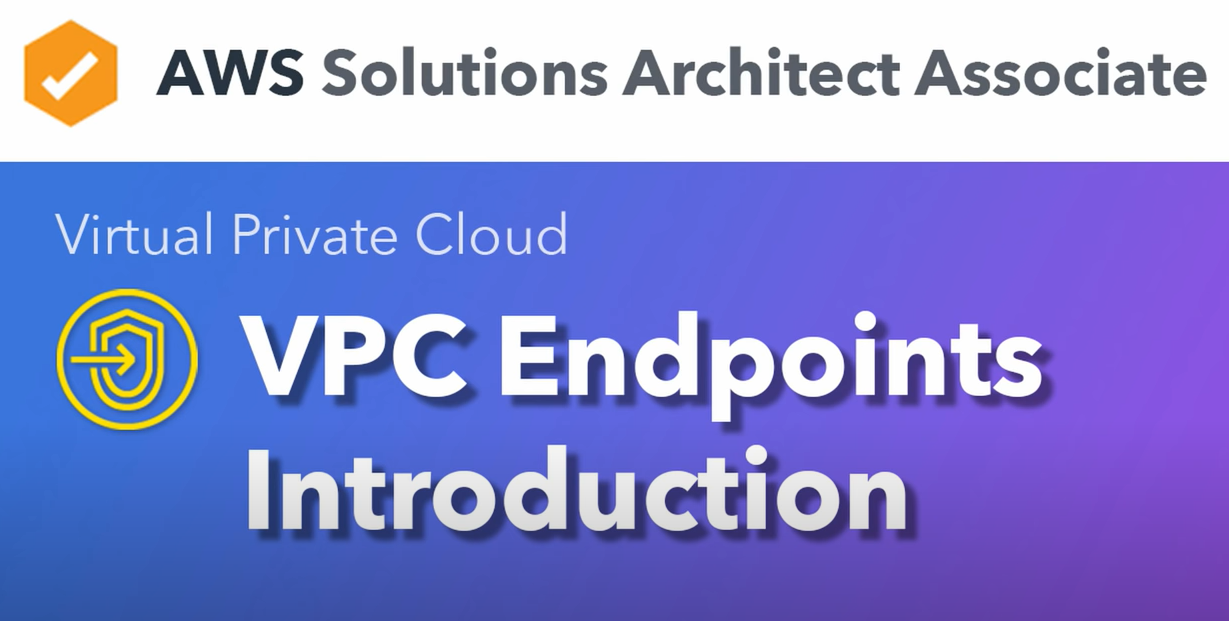 AWS Solutions Architect Associate
Virtual Private Cloud
VPC Endpoints
Introduction